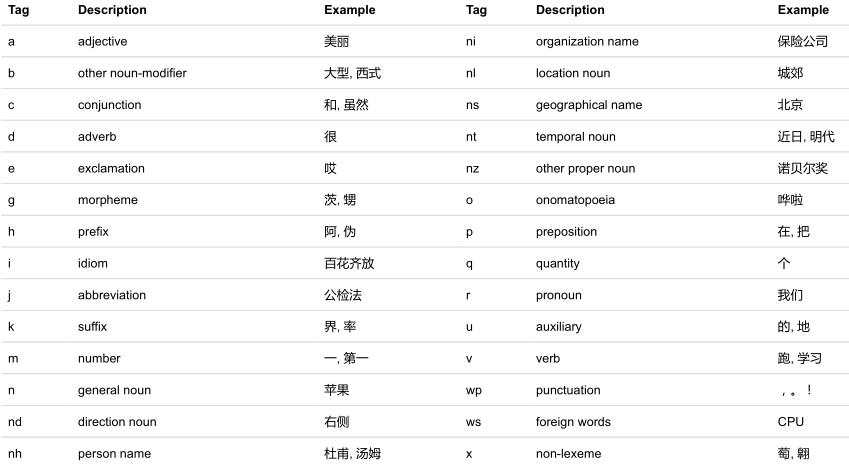 Tag Description Example Tag Description Example
a adjective 美丽 ni organization name 保险公司
b other noun-modifier 大型, 西式 nl location noun 城郊
c conjunction 和, 虽然 ns geographical name 北京
d adverb 很 nt temporal noun 近日, 明代
e exclamation 哎 nz other proper noun 诺贝尔奖
g morpheme 茨, 甥 o onomatopoeia 哗啦
h prefix 阿, 伪 p preposition 在, 把
i idiom 百花齐放 q quantity 个
j abbreviation 公检法 r pronoun 我们
k suffix 界, 率 u auxiliary 的, 地
m number 一, 第一 v verb 跑, 学习
n general noun 苹果 wp punctuation ，。！
nd direction noun 右侧 ws foreign words CPU
nh person name 杜甫, 汤姆 x non-lexeme 萄, 翱